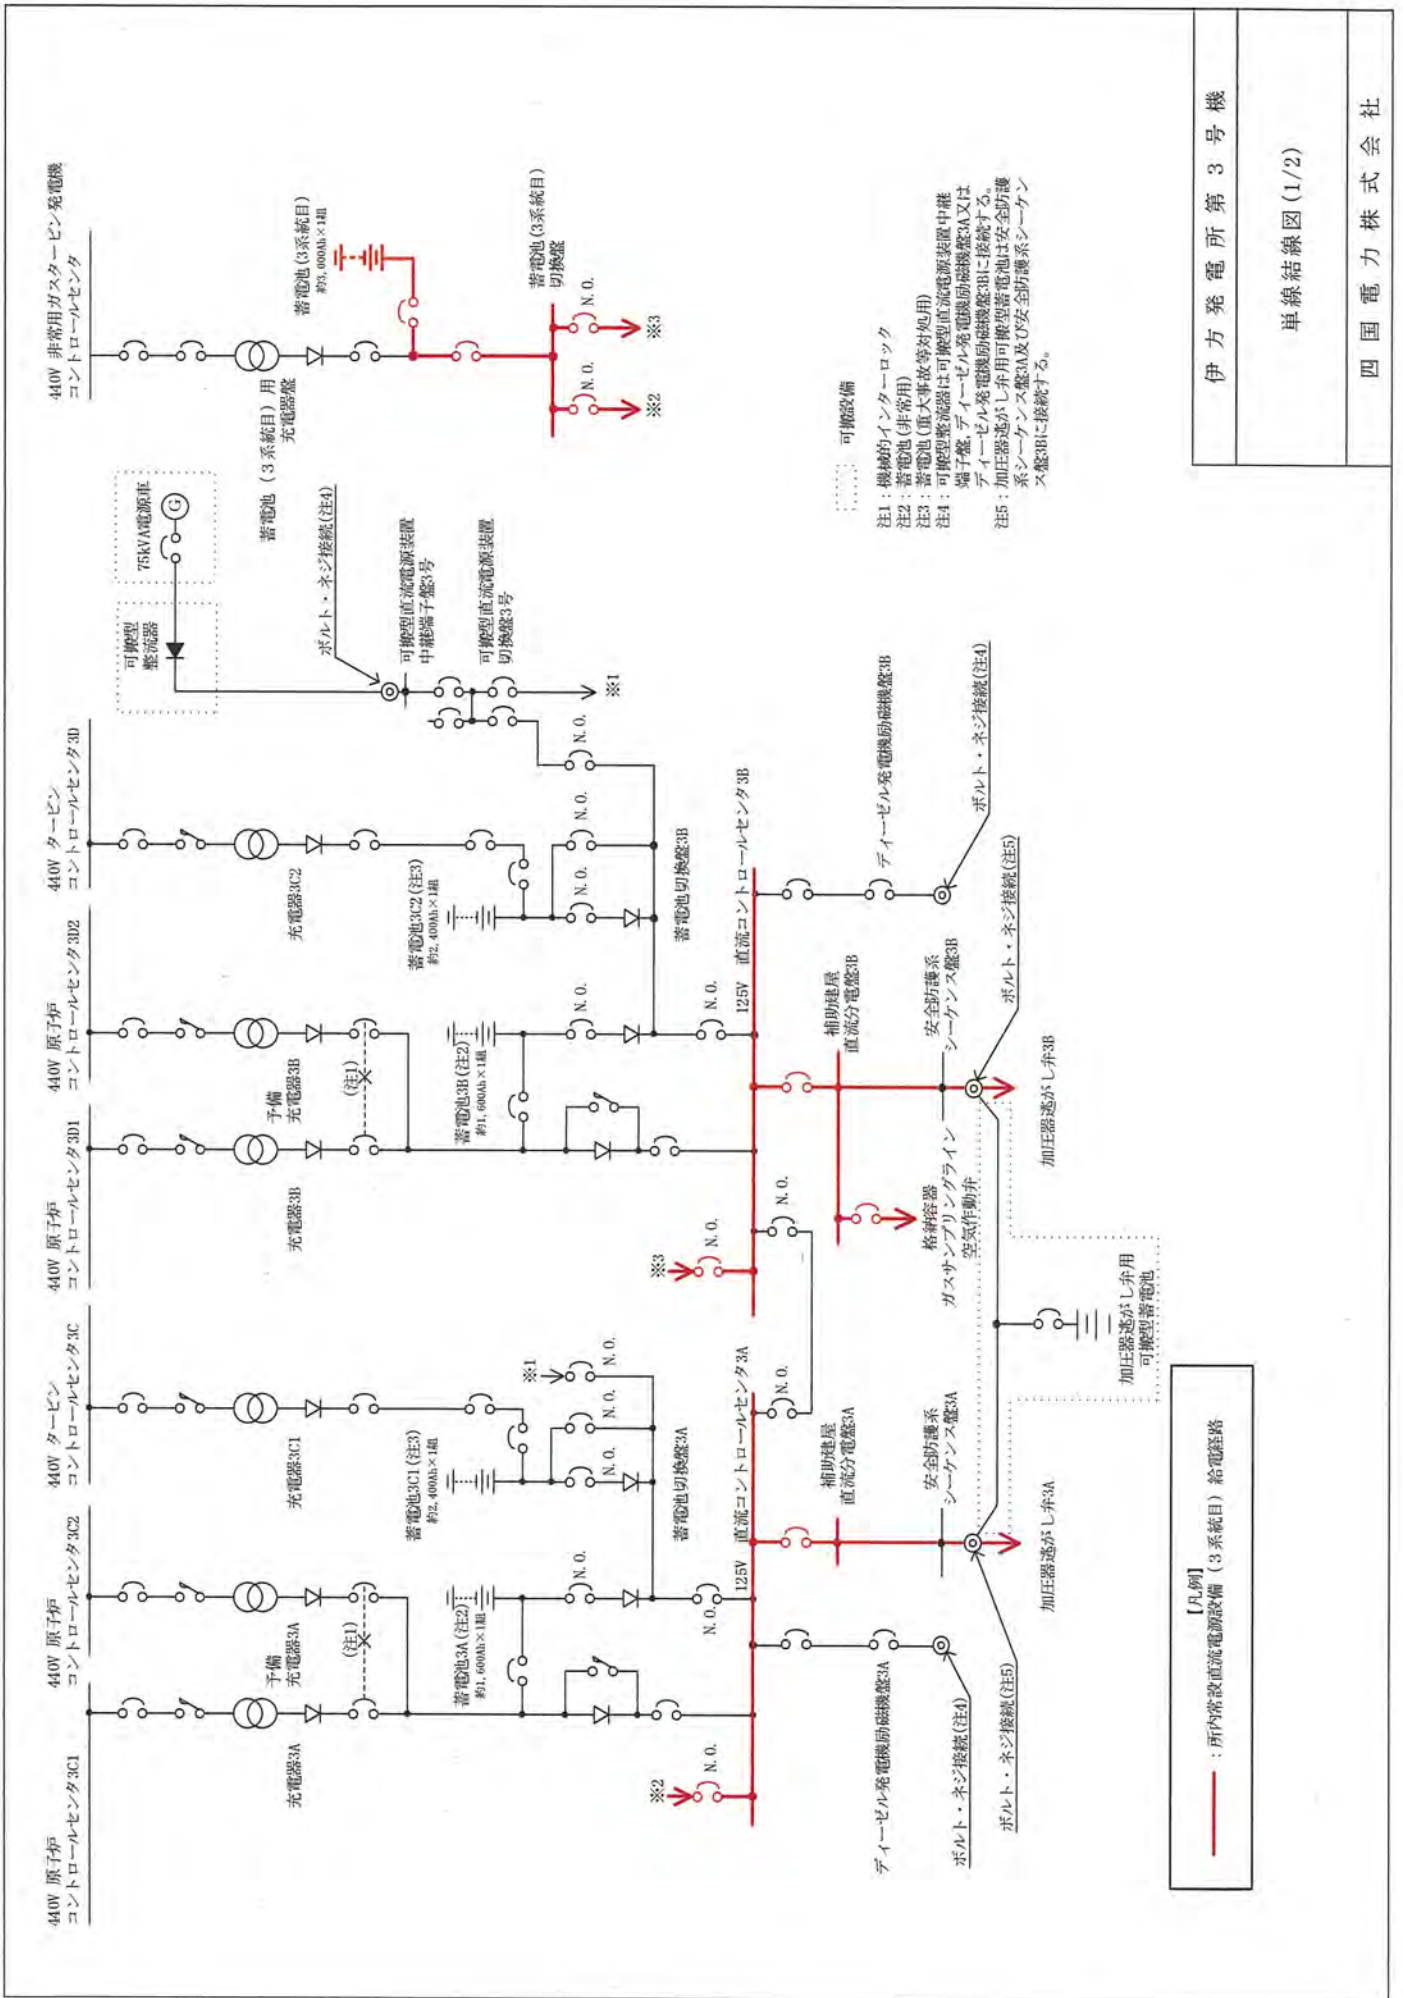 440V 原子炉
コントロールセンタ3C1
440V 原子炉
コントロールセンタ3C2
440V タービン
コントロールセンタ3C
440V 原子炉
コントロールセンタ3D1
440V 原子炉
コントロールセンタ3D2
440V タービン
コントロールセンタ3D
440V 非常用ガスタービン発電機
コントロールセンタ
充電器3A
予備
充電器3A
(注1)
充電器3C1
充電器3B
予備
充電器3B
(注1)
充電器3C2
可搬型
整流器
75kVA電源車
G
蓄電池（3系統目）用
充電器盤
蓄電池(3系統目)
約3,000Ah×1組
ボルト・ネジ接続(注4)
可搬型直流電源装置
中継端子盤3号
可搬型直流電源装置
切換盤3号
※1
蓄電池(3系統目)
切換盤
N.O.
N.O.
※2
※3
蓄電池3A(注2)
約1,600Ah×1組
N.O.
蓄電池3C1(注3)
約2,400Ah×1組
N.O.
N.O.
※1
N.O.
蓄電池切換盤3A
N.O.
蓄電池3B(注2)
約1,600Ah×1組
N.O.
蓄電池3C2(注3)
約2,400Ah×1組
N.O.
N.O.
N.O.
蓄電池切換盤3B
N.O.
※2
N.O.
125V 直流コントロールセンタ3A
N.O.
※3
N.O.
125V 直流コントロールセンタ3B
N.O.
ディーゼル発電機励磁機盤3A
ボルト・ネジ接続(注4)
補助建屋
直流分電盤3A
安全防護系
シーケンス盤3A
ボルト・ネジ接続(注5)
加圧器逃がし弁3A
格納容器
ガスサンプリングライン
空気作動弁
補助建屋
直流分電盤3B
安全防護系
シーケンス盤3B
ボルト・ネジ接続(注5)
加圧器逃がし弁3B
ディーゼル発電機励磁機盤3B
ボルト・ネジ接続(注4)
加圧器逃がし弁用
可搬型蓄電池
可搬設備
注1：機械的インターロック
注2：蓄電池(非常用)
注3：蓄電池(重大事故等対処用)
注4：可搬型整流器は可搬型直流電源装置中継
端子盤,ディーゼル発電機励磁機盤3A又は
ディーゼル発電機励磁機盤3Bに接続する。
注5：加圧器逃がし弁用可搬型蓄電池は安全防護
系シーケンス盤3A及び安全防護系シーケン
ス盤3Bに接続する。
【凡例】
：所内常設直流電源設備（3系統目）給電経路
伊方発電所第3号機
単線結線図(1/2)
四国電力株式会社